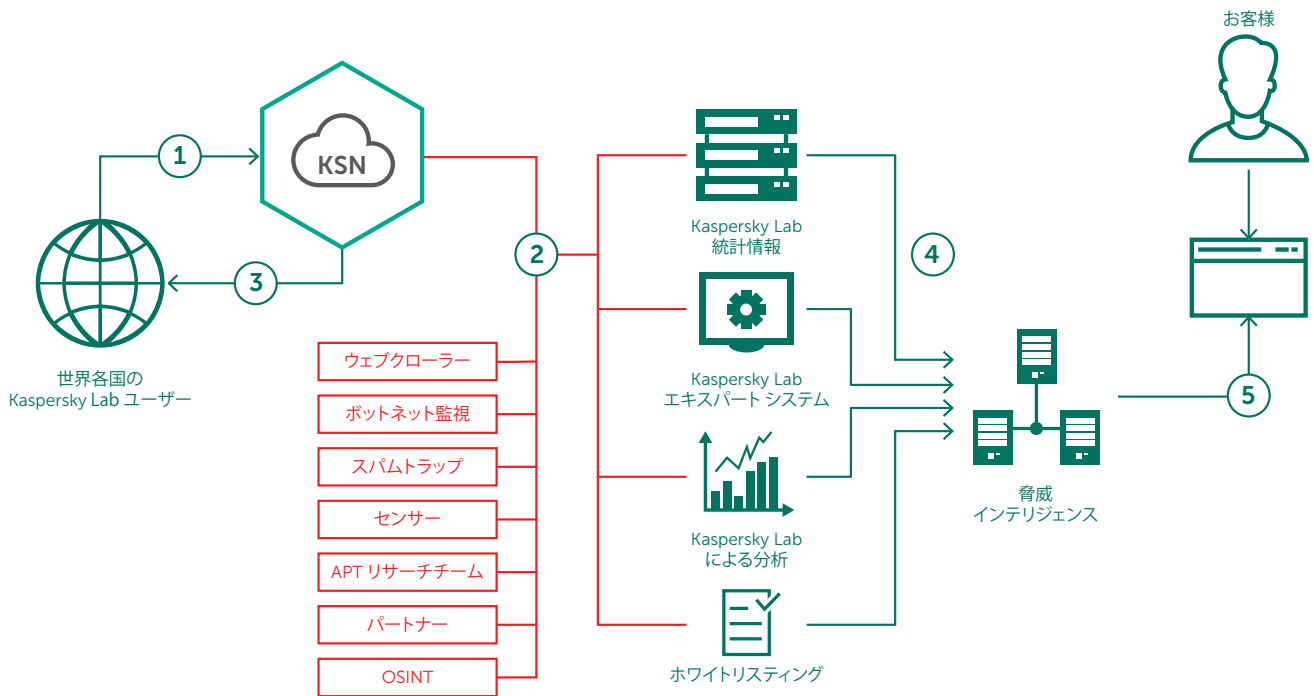 お客様
1
KSN
2
3
4
5
世界各国の
Kaspersky Lab ユーザー
ウェブクローラー
ボットネット監視
スパムトラップ
センサー
APT リサーチチーム
パートナー
OSINT
Kaspersky Lab
統計情報
Kaspersky Lab
エキスパート システム
Kaspersky Lab
による分析
ホワイトリスティング
脅威
インテリジェンス